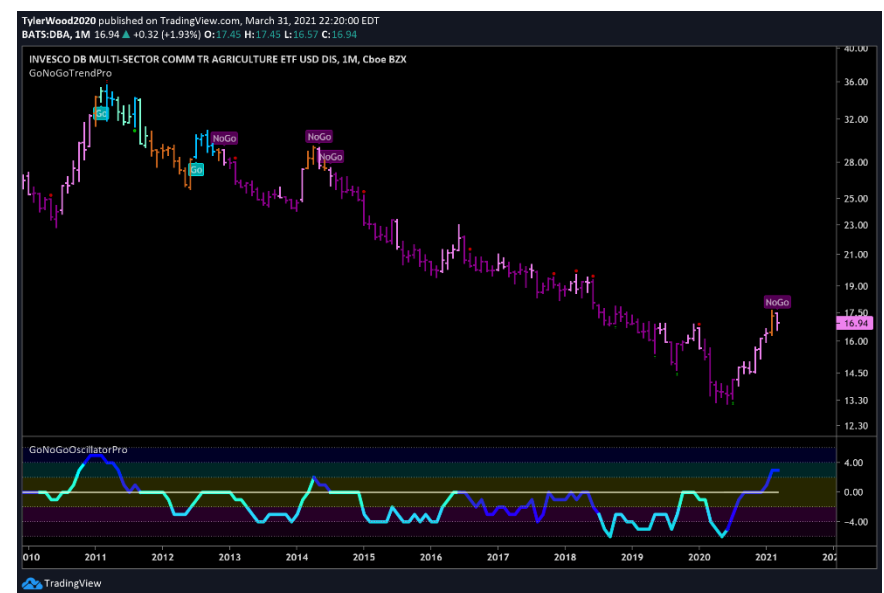 TylerWood2020 published on TradingView.com, March 31, 2021 22:20:00 EDT
BATS:DBA, 1M 16.94 ▲ +0.32 (+1.93%) O:17.45 H:17.45 L:16.57 C:16.94
INVESCO DB MULTI-SECTOR COMM TR AGRICULTURE ETF USD DIS, 1M, Cboe BZX
GoNoGoTrendPro
40.00
36.00
32.00
28.00
25.00
23.00
21.00
19.00
17.50
16.94
16.00
14.50
13.30
12.30
Go
Go
NoGo
NoGo
NoGo
NoGo
GoNoGoOscillatorPro
4.00
0.00
−4.00
010 2011 2012 2013 2014 2015 2016 2017 2018 2019 2020 2021 202
TradingView